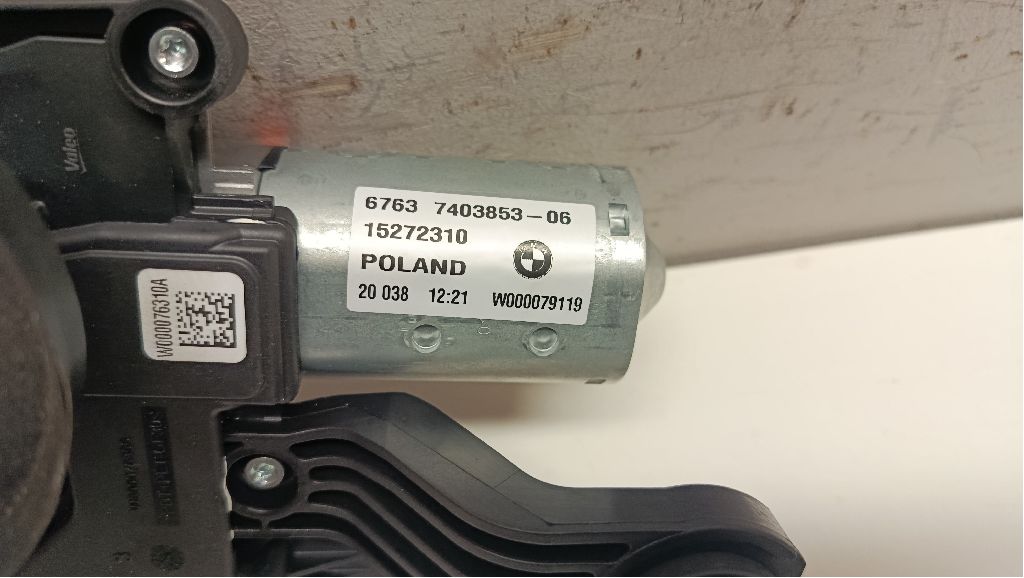 Valeo
6763 7403853-06
15272310
POLAND
20 038 12:21 W000079119
W000076310A